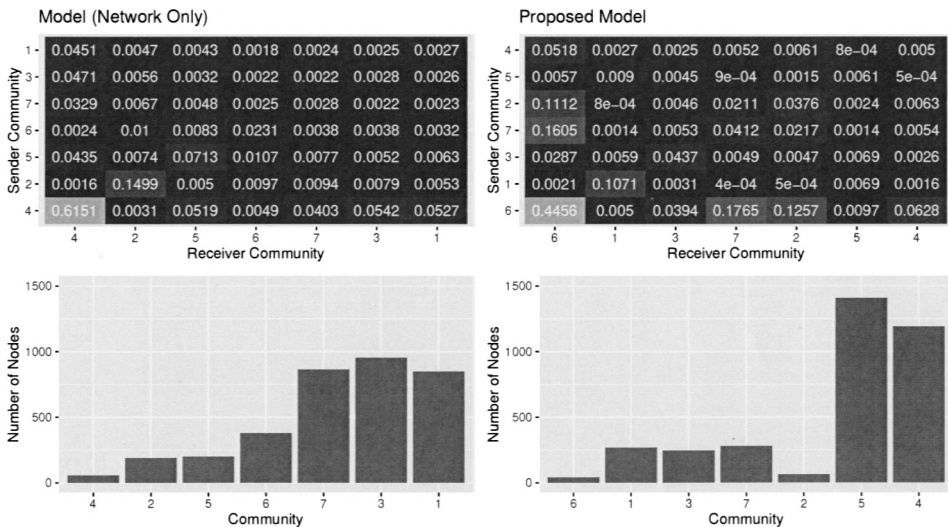 Model (Network Only)
Sender Community
1 0.0451 0.0047 0.0043 0.0018 0.0024 0.0025 0.0027
3 0.0471 0.0056 0.0032 0.0022 0.0022 0.0028 0.0026
7 0.0329 0.0067 0.0048 0.0025 0.0028 0.0022 0.0023
6 0.0024 0.01 0.0083 0.0231 0.0038 0.0038 0.0032
5 0.0435 0.0074 0.0713 0.0107 0.0077 0.0052 0.0063
2 0.0016 0.1499 0.005 0.0097 0.0094 0.0079 0.0053
4 0.6151 0.0031 0.0519 0.0049 0.0403 0.0542 0.0527
4 2 5 6 7 3 1
Receiver Community
Proposed Model
Sender Community
4 0.0518 0.0027 0.0025 0.0052 0.0061 8e−04 0.005
5 0.0057 0.009 0.0045 9e−04 0.0015 0.0061 5e−04
2 0.1112 8e−04 0.0046 0.0211 0.0376 0.0024 0.0063
7 0.1605 0.0014 0.0053 0.0412 0.0217 0.0014 0.0054
3 0.0287 0.0059 0.0437 0.0049 0.0047 0.0069 0.0026
1 0.0021 0.1071 0.0031 4e−04 5e−04 0.0069 0.0016
6 0.4456 0.005 0.0394 0.1765 0.1257 0.0097 0.0628
6 1 3 7 2 5 4
Receiver Community
Number of Nodes
1500
1000
500
0
4 2 5 6 7 3 1
Community
Number of Nodes
1500
1000
500
0
6 1 3 7 2 5 4
Community